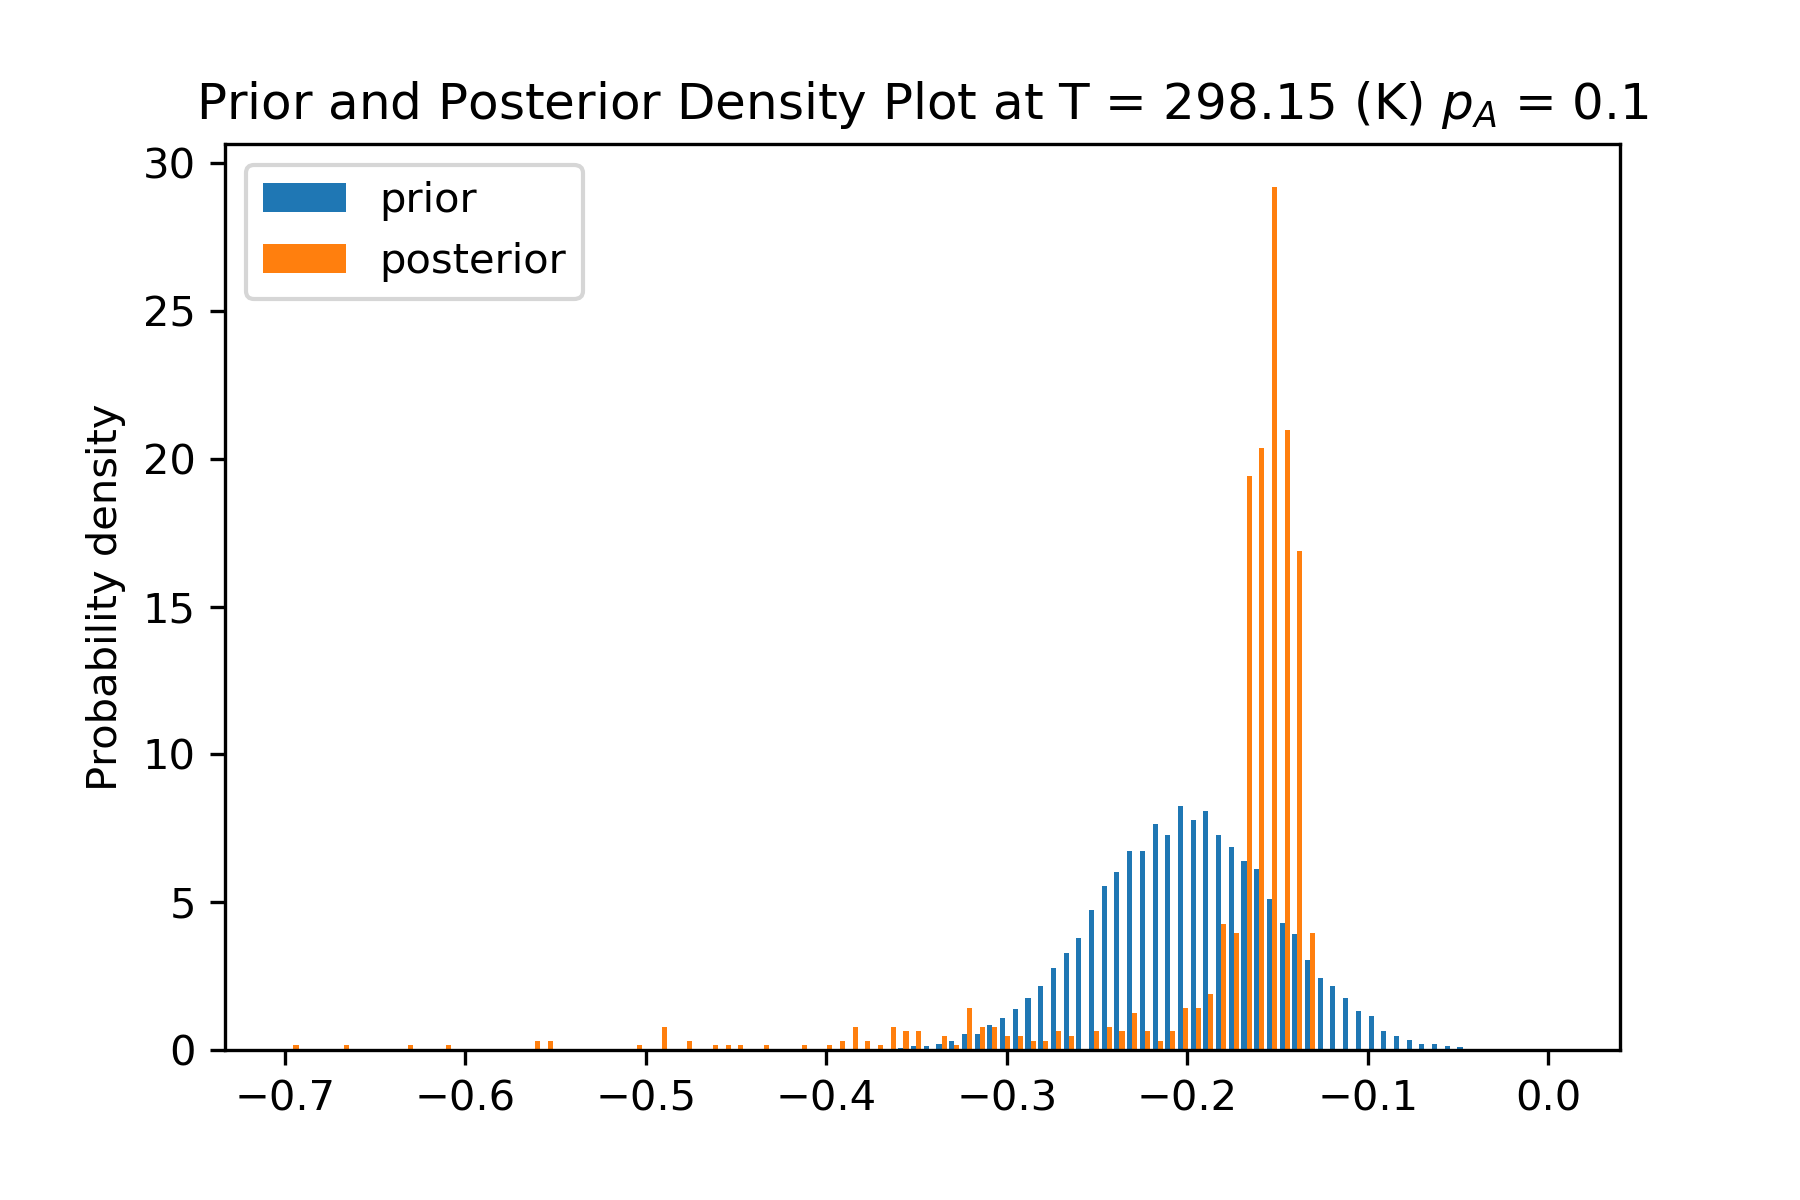 Prior and Posterior Density Plot at T = 298.15 (K) p_A = 0.1
prior
posterior
Probability density
30
25
20
15
10
5
0
−0.7 −0.6 −0.5 −0.4 −0.3 −0.2 −0.1 0.0